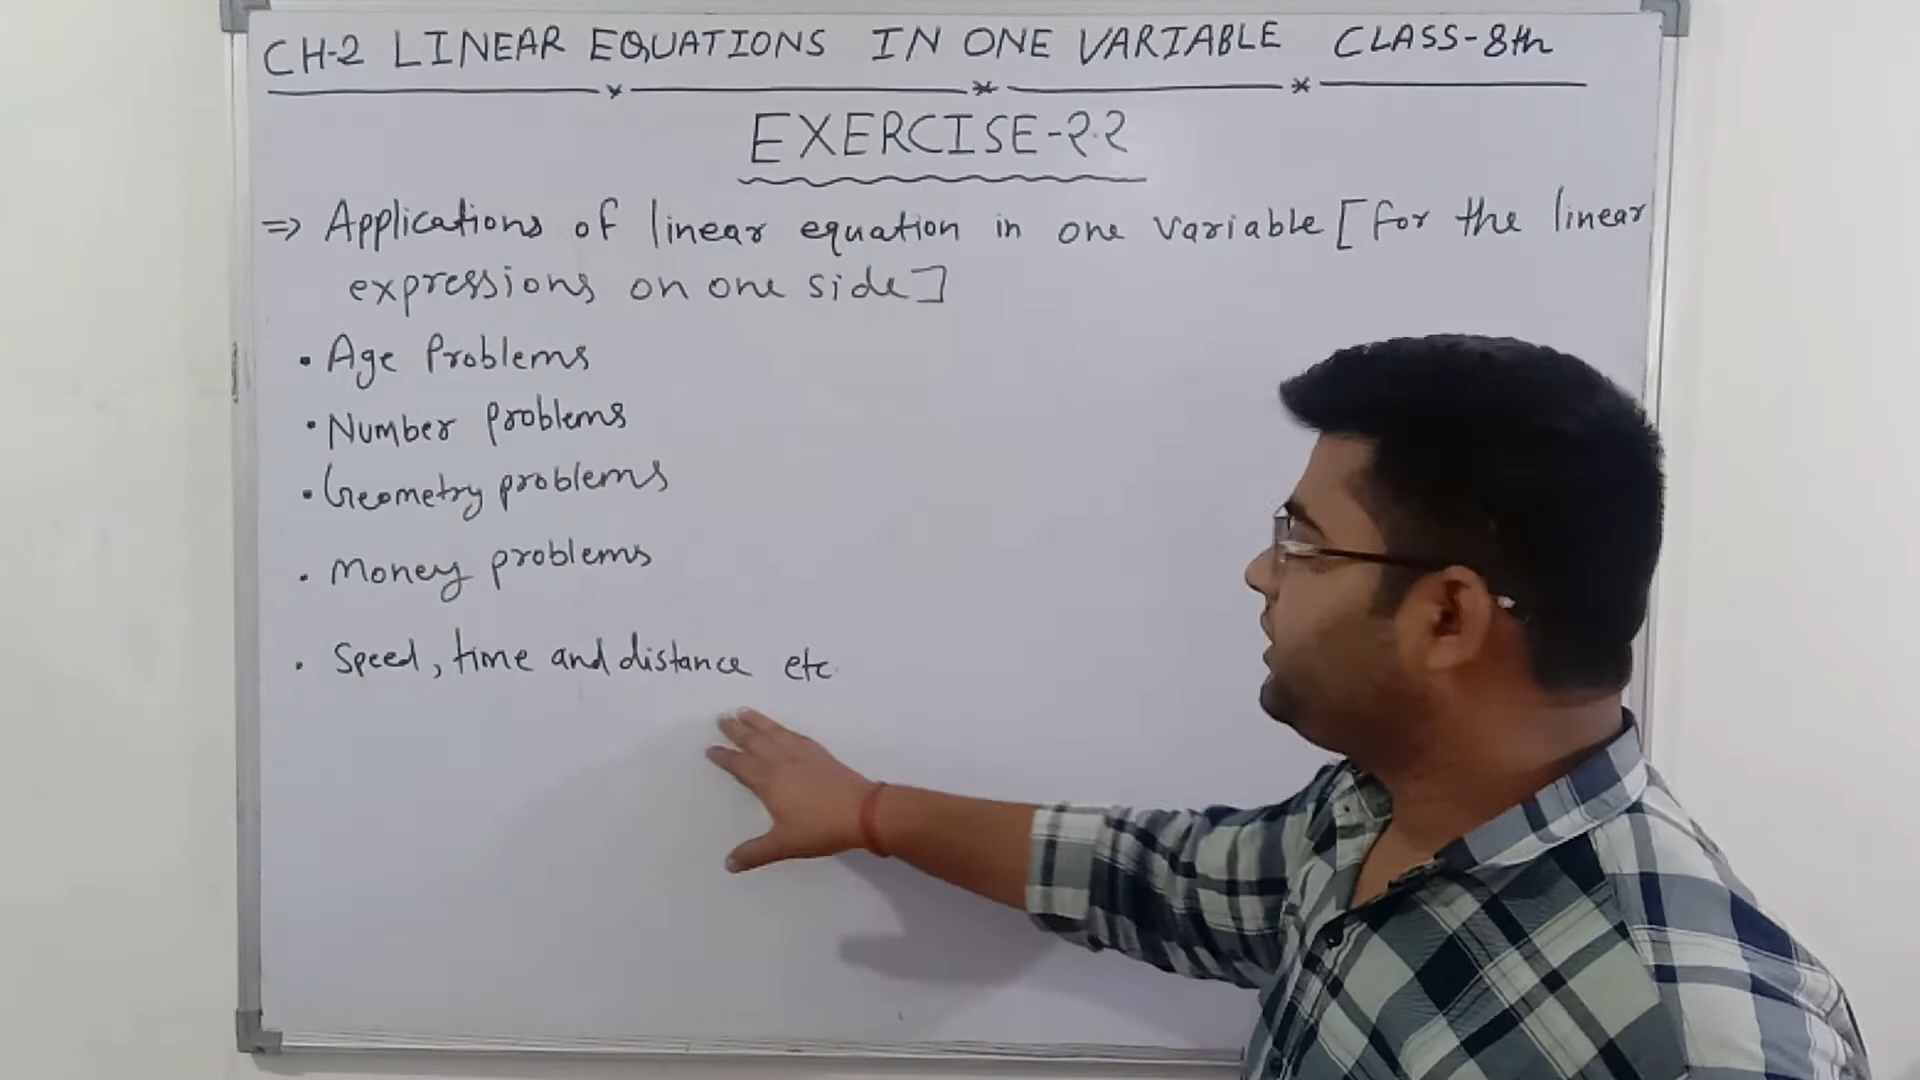 CH-2 LINEAR EQUATIONS IN ONE VARIABLE CLASS-8th
EXERCISE-2.2
=> Applications of linear equation in one variable [for the linear
expressions on one side]
• Age Problems
• Number problems
• Geometry problems
• Money problems
• Speed, time and distance etc.